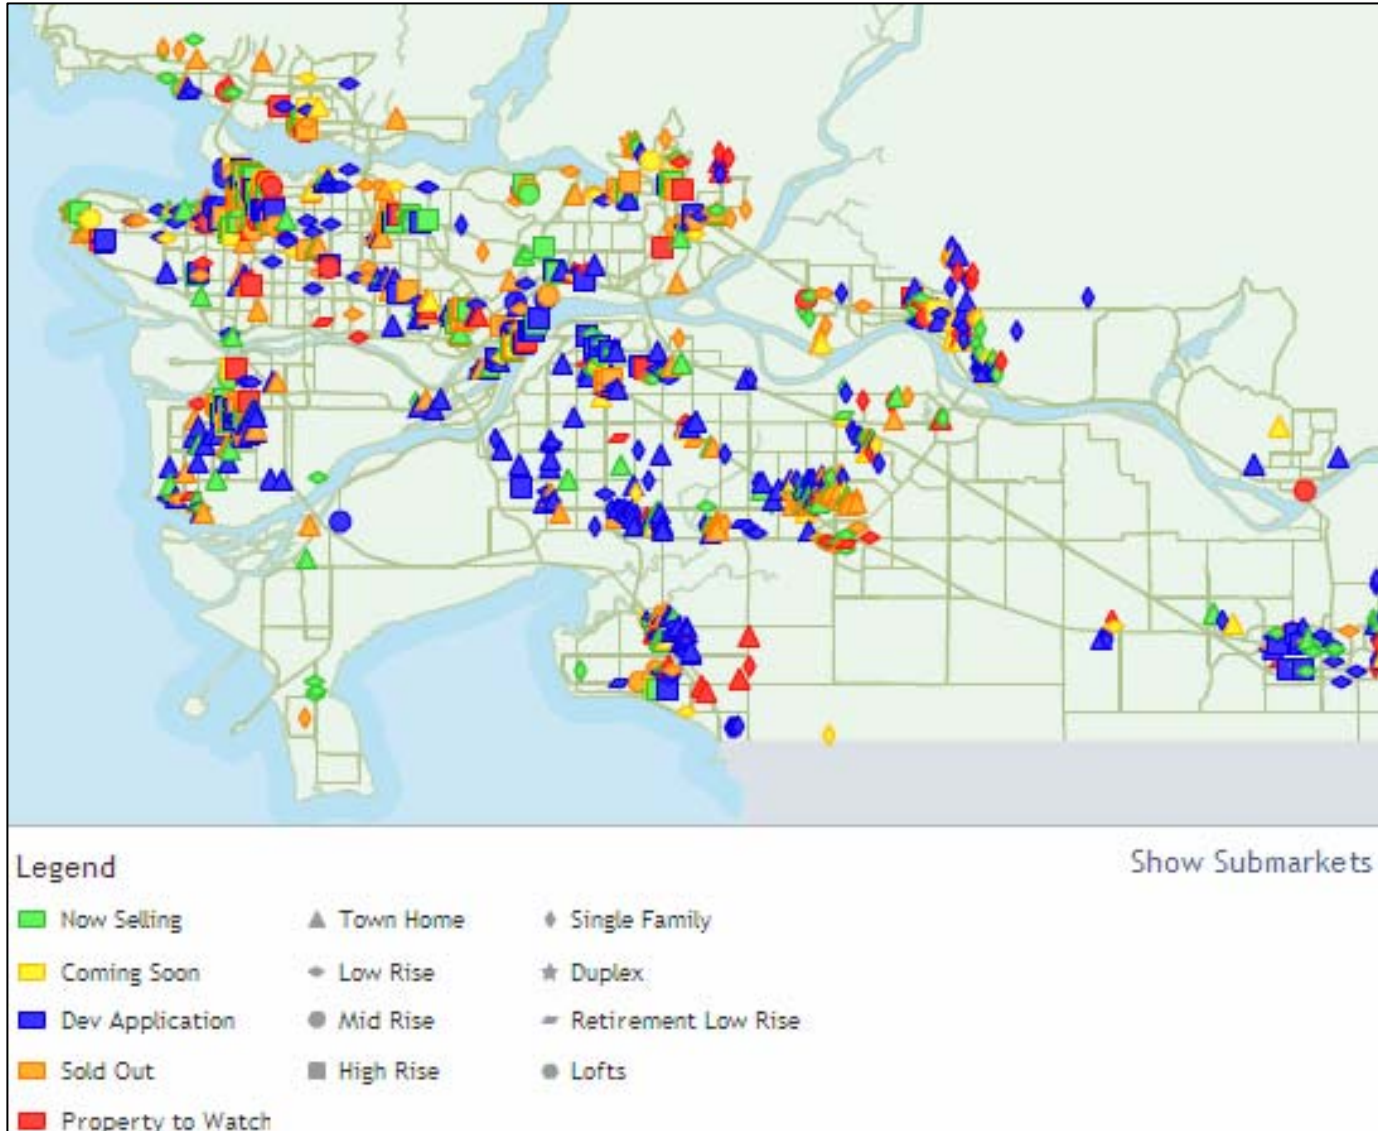 Legend
Show Submarkets
Now Selling
Town Home
Single Family
Coming Soon
Low Rise
Duplex
Dev Application
Mid Rise
Retirement Low Rise
Sold Out
High Rise
Lofts
Property to Watch